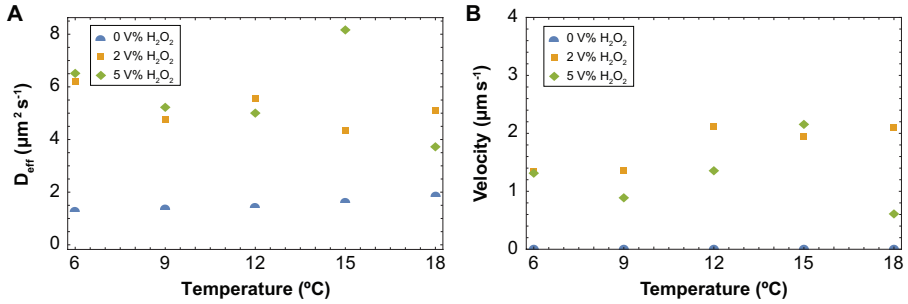 A
D_eff (μm² s⁻¹)
8
6
4
2
0
0 V% H₂O₂
2 V% H₂O₂
5 V% H₂O₂
6 9 12 15 18
Temperature (ºC)
B
Velocity (μm s⁻¹)
4
3
2
1
0
0 V% H₂O₂
2 V% H₂O₂
5 V% H₂O₂
6 9 12 15 18
Temperature (ºC)